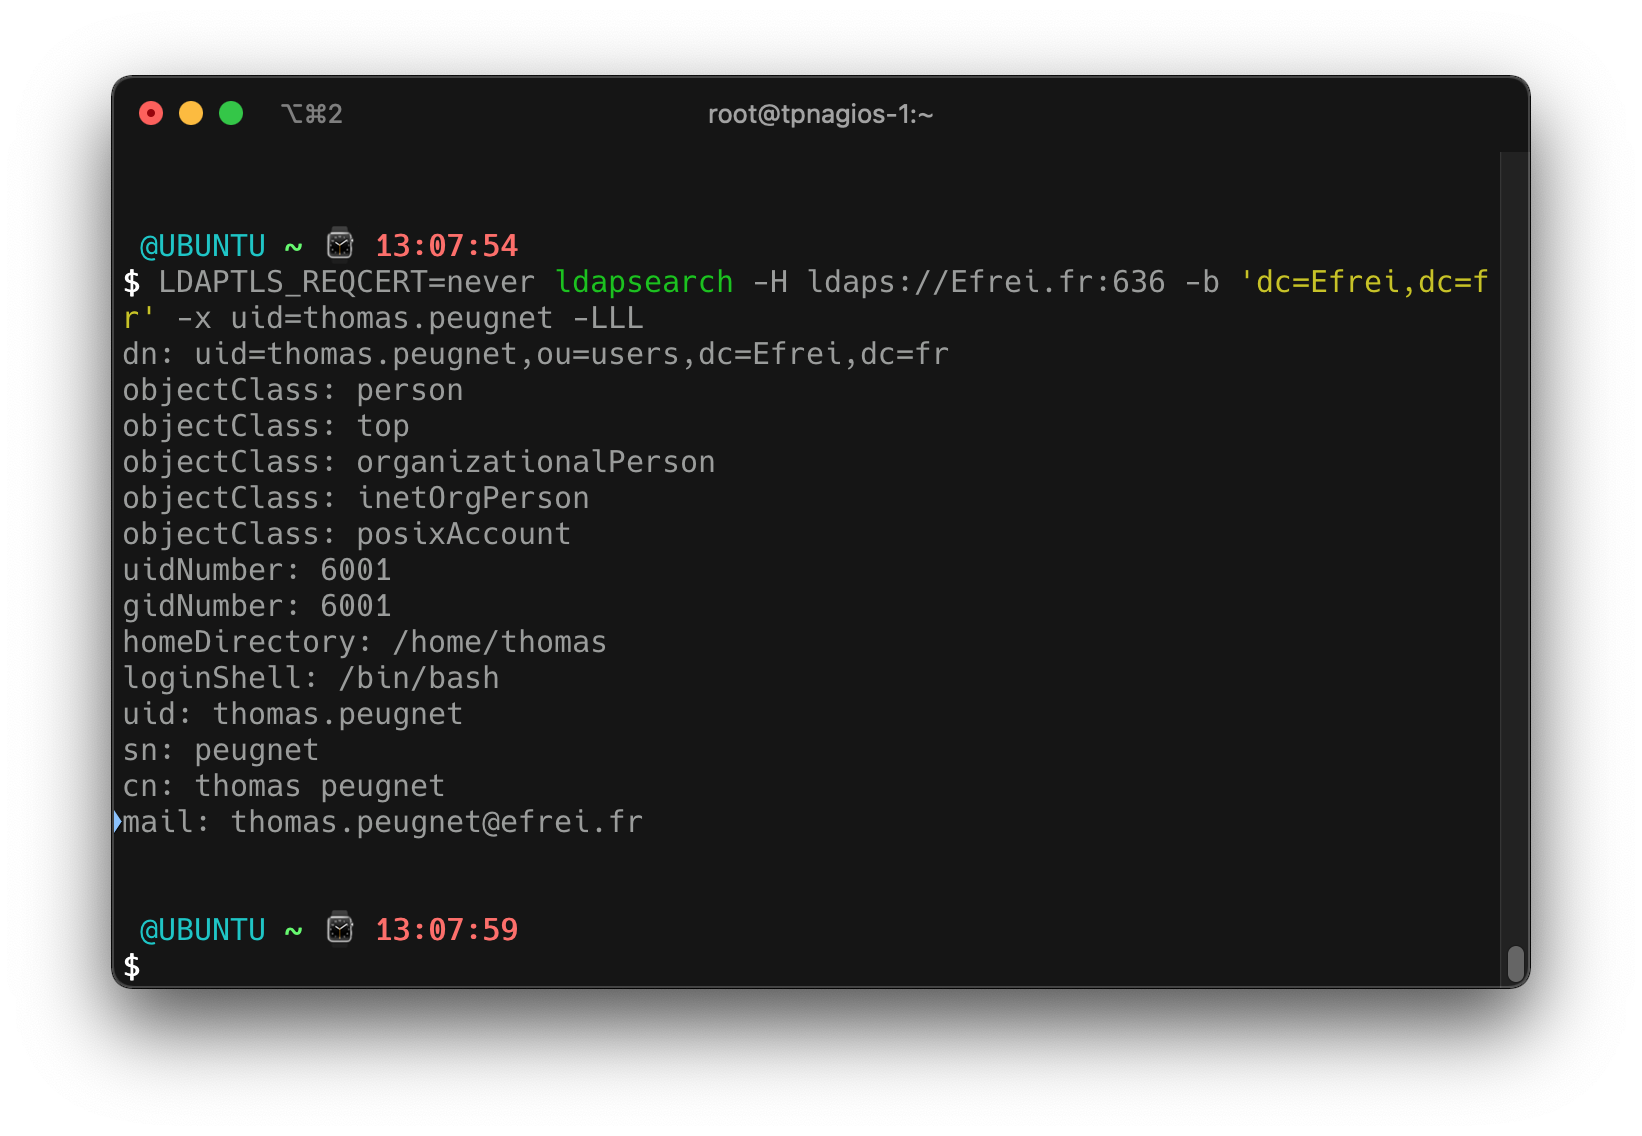 ⌥⌘2
root@tpnagios-1:~
@UBUNTU ~ ⌚ 13:07:54
$ LDAPTLS_REQCERT=never ldapsearch -H ldaps://Efrei.fr:636 -b 'dc=Efrei,dc=f
r' -x uid=thomas.peugnet -LLL
dn: uid=thomas.peugnet,ou=users,dc=Efrei,dc=fr
objectClass: person
objectClass: top
objectClass: organizationalPerson
objectClass: inetOrgPerson
objectClass: posixAccount
uidNumber: 6001
gidNumber: 6001
homeDirectory: /home/thomas
loginShell: /bin/bash
uid: thomas.peugnet
sn: peugnet
cn: thomas peugnet
mail: thomas.peugnet@efrei.fr
@UBUNTU ~ ⌚ 13:07:59
$